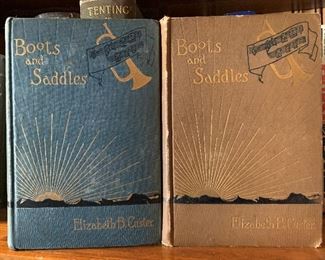 TENTING
Boots
and
Saddles
Elizabeth B. Custer
Boots
and
Saddles
Elizabeth B. Custer